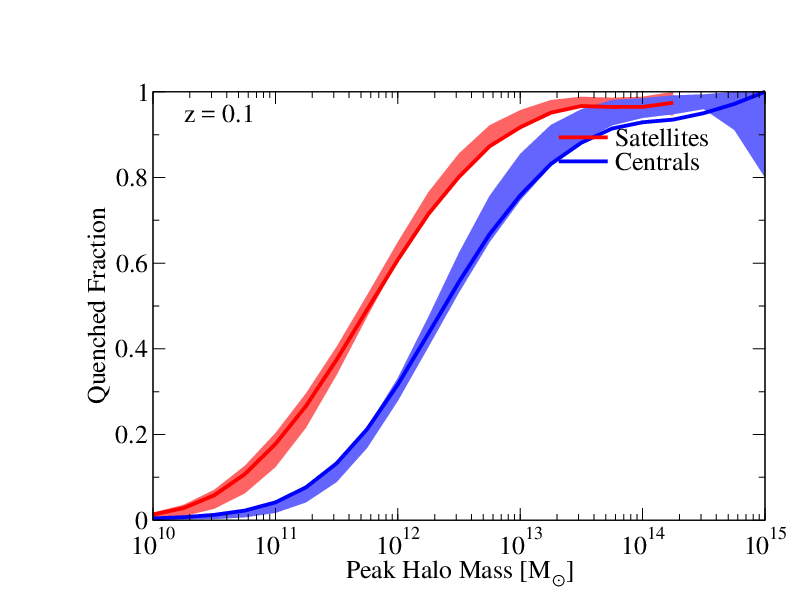 z = 0.1
Satellites
Centrals
Quenched Fraction
1
0.8
0.6
0.4
0.2
0
10^10 10^11 10^12 10^13 10^14 10^15
Peak Halo Mass [M☉]